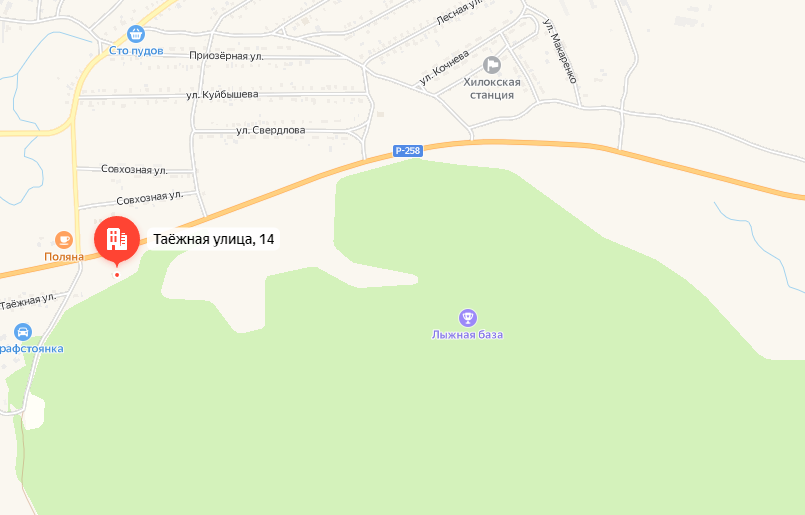 Лесная ул.
ул. Макаренко
Сто пудов
Приозёрная ул.
ул. Кочнева
Хилокская
станция
ул. Куйбышева
ул. Свердлова
Р-258
Совхозная ул.
Совхозная ул.
Таёжная улица, 14
Поляна
Таёжная ул.
Лыжная база
рафстоянка